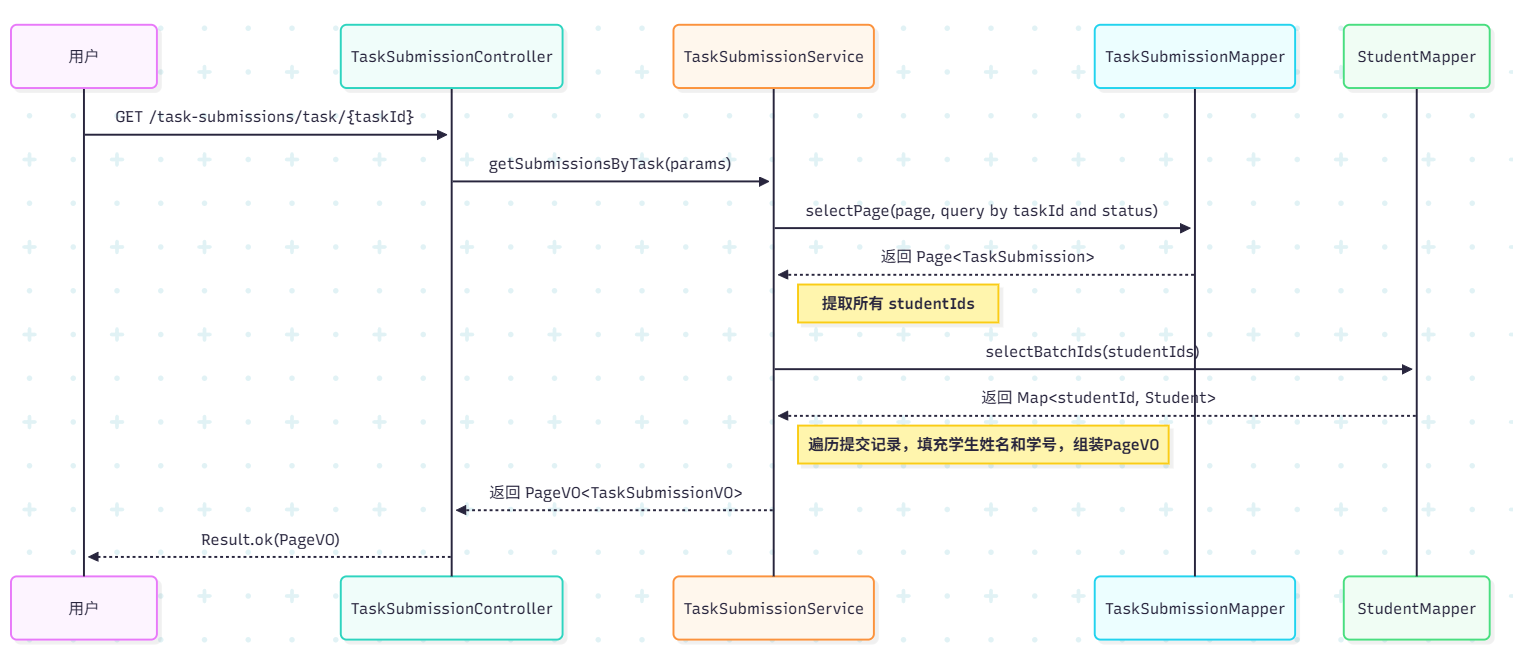 用户
TaskSubmissionController
TaskSubmissionService
TaskSubmissionMapper
StudentMapper
GET /task-submissions/task/{taskId}
getSubmissionsByTask(params)
selectPage(page, query by taskId and status)
返回 Page<TaskSubmission>
提取所有 studentIds
selectBatchIds(studentIds)
返回 Map<studentId, Student>
遍历提交记录，填充学生姓名和学号，组装PageVO
返回 PageVO<TaskSubmissionVO>
Result.ok(PageVO)
用户
TaskSubmissionController
TaskSubmissionService
TaskSubmissionMapper
StudentMapper